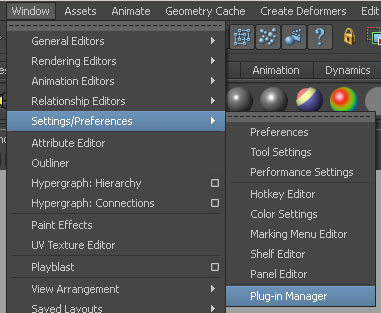 Window Assets Animate Geometry Cache Create Deformers Edit
General Editors
Rendering Editors
Animation Editors
Relationship Editors
Settings/Preferences
Attribute Editor
Outliner
Hypergraph: Hierarchy
Hypergraph: Connections
Paint Effects
UV Texture Editor
Playblast
View Arrangement
Saved Layouts
Animation Dynamics
Preferences
Tool Settings
Performance Settings
Hotkey Editor
Color Settings
Marking Menu Editor
Shelf Editor
Panel Editor
Plug-in Manager